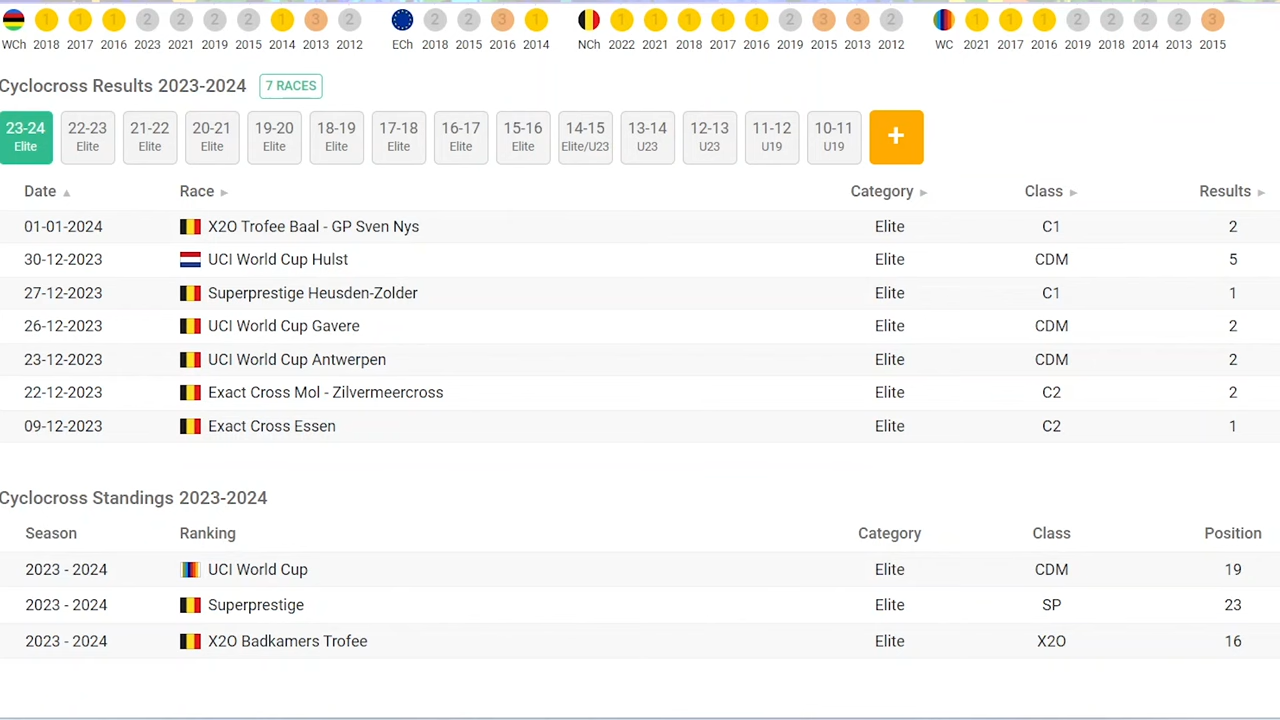 1 1 1 2 2 2 2 1 3 2 2 2 3 1 1 1 1 1 1 2 3 3 2 1 1 1 2 2 2 2 3
WCh 2018 2017 2016 2023 2021 2019 2015 2014 2013 2012 ECh 2018 2015 2016 2014 NCh 2022 2021 2018 2017 2016 2019 2015 2013 2012 WC 2021 2017 2016 2019 2018 2014 2013 2015
Cyclocross Results 2023-2024 7 RACES
23-24 22-23 21-22 20-21 19-20 18-19 17-18 16-17 15-16 14-15 13-14 12-13 11-12 10-11 +
Elite Elite Elite Elite Elite Elite Elite Elite Elite Elite/U23 U23 U23 U19 U19
Date Race Category Class Results
01-01-2024 X2O Trofee Baal - GP Sven Nys Elite C1 2
30-12-2023 UCI World Cup Hulst Elite CDM 5
27-12-2023 Superprestige Heusden-Zolder Elite C1 1
26-12-2023 UCI World Cup Gavere Elite CDM 2
23-12-2023 UCI World Cup Antwerpen Elite CDM 2
22-12-2023 Exact Cross Mol - Zilvermeercross Elite C2 2
09-12-2023 Exact Cross Essen Elite C2 1
Cyclocross Standings 2023-2024
Season Ranking Category Class Position
2023 - 2024 UCI World Cup Elite CDM 19
2023 - 2024 Superprestige Elite SP 23
2023 - 2024 X2O Badkamers Trofee Elite X2O 16